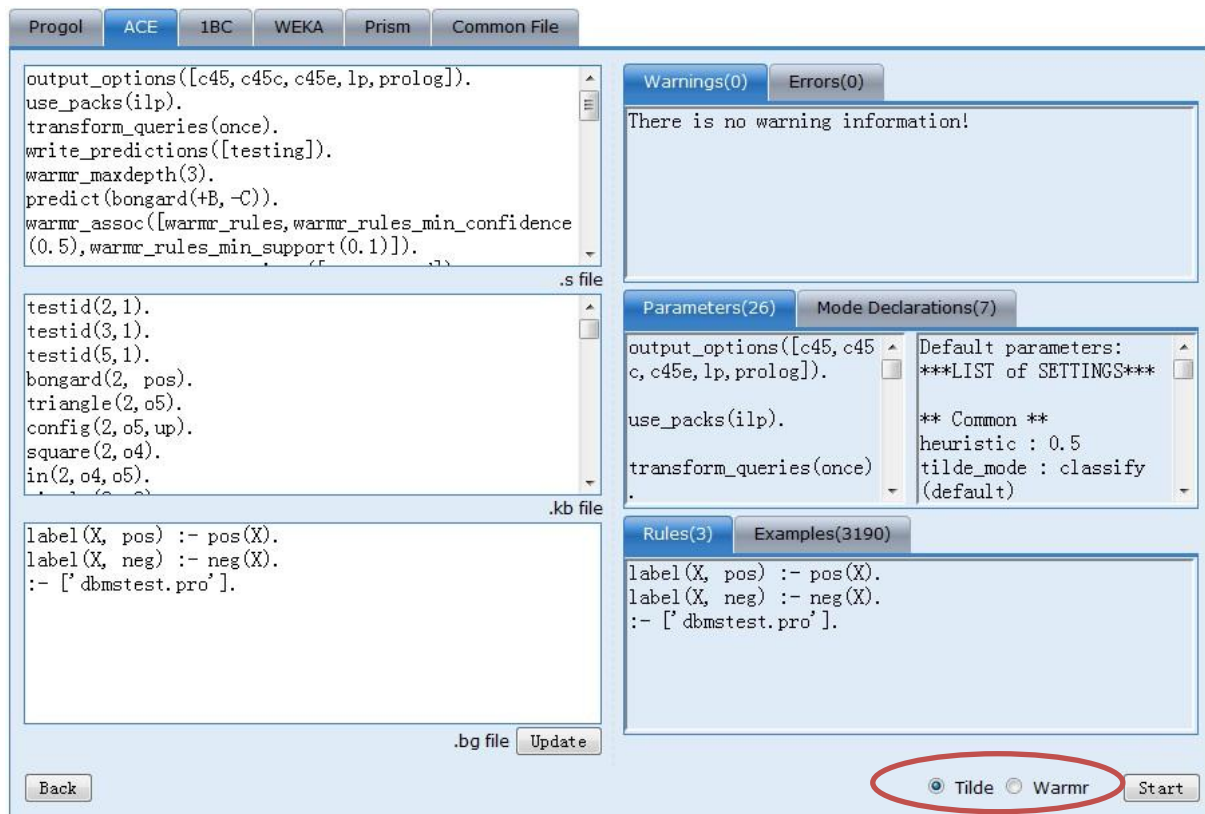 Progol ACE 1BC WEKA Prism Common File
output_options([c45,c45c,c45e,lp,prolog]).
use_packs(ilp).
transform_queries(once).
write_predictions([testing]).
warmr_maxdepth(3).
predict(bongard(+B,-C)).
warmr_assoc([warmr_rules,warmr_rules_min_confidence
(0.5),warmr_rules_min_support(0.1)]).
.s file
testid(2,1).
testid(3,1).
testid(5,1).
bongard(2, pos).
triangle(2,o5).
config(2,o5,up).
square(2,o4).
in(2,o4,o5).
.kb file
label(X, pos) :- pos(X).
label(X, neg) :- neg(X).
:- ['dbmstest.pro'].
.bg file Update
Back
Warnings(0) Errors(0)
There is no warning information!
Parameters(26) Mode Declarations(7)
output_options([c45,c45
c,c45e,lp,prolog]).
use_packs(ilp).
transform_queries(once)
.
Default parameters:
***LIST of SETTINGS***
** Common **
heuristic : 0.5
tilde_mode : classify
(default)
Rules(3) Examples(3190)
label(X, pos) :- pos(X).
label(X, neg) :- neg(X).
:- ['dbmstest.pro'].
Tilde Warmr Start